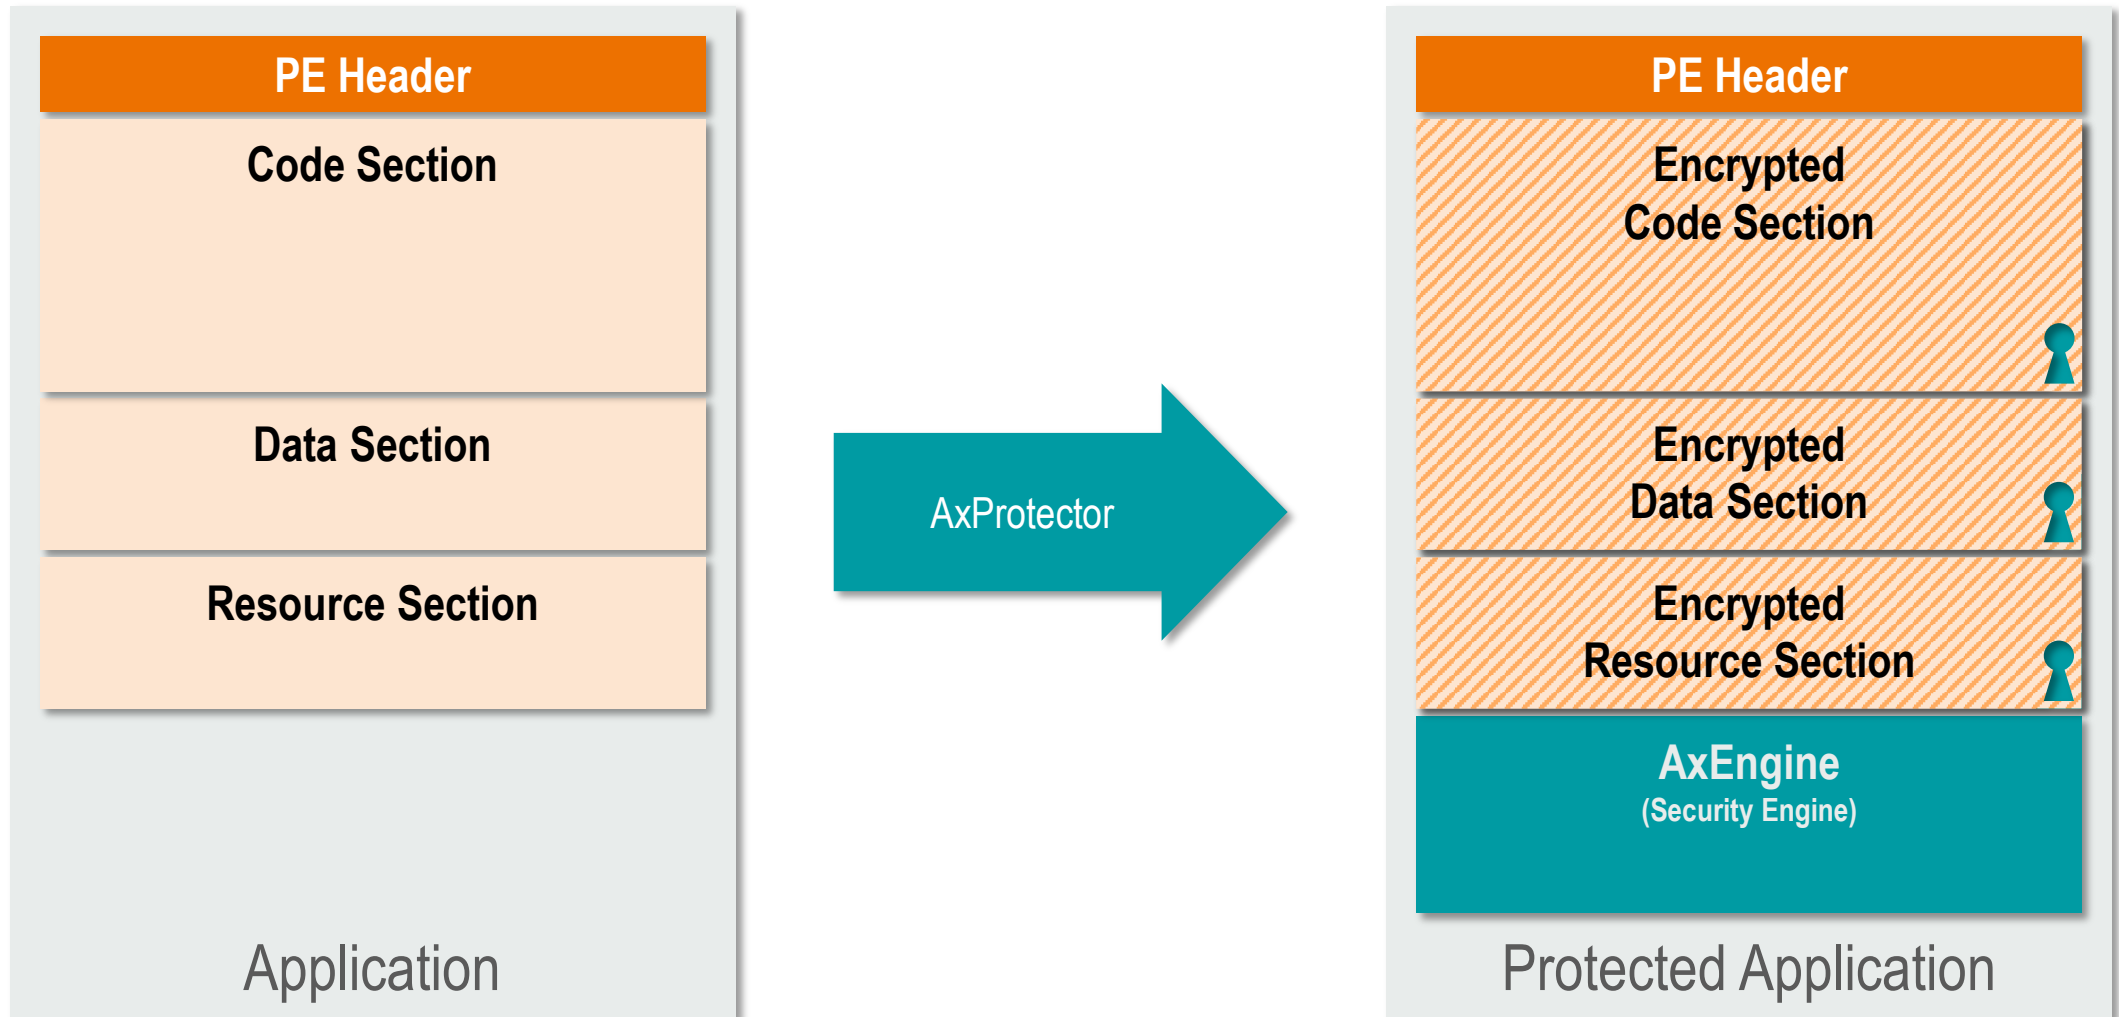 PE Header
Code Section
Data Section
Resource Section
Application
AxProtector
PE Header
Encrypted
Code Section
Encrypted
Data Section
Encrypted
Resource Section
AxEngine
(Security Engine)
Protected Application